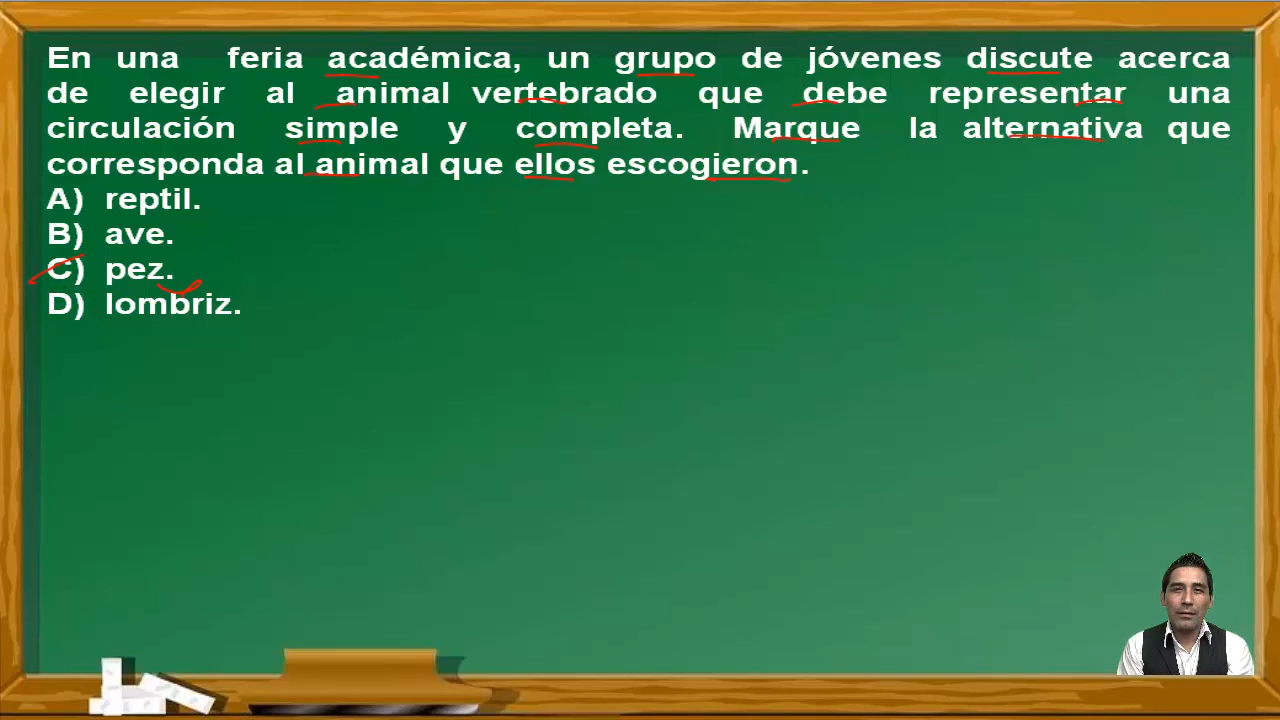 En una feria académica, un grupo de jóvenes discute acerca
de elegir al animal vertebrado que debe representar una
circulación simple y completa. Marque la alternativa que
corresponda al animal que ellos escogieron.
A) reptil.
B) ave.
C) pez.
D) lombriz.